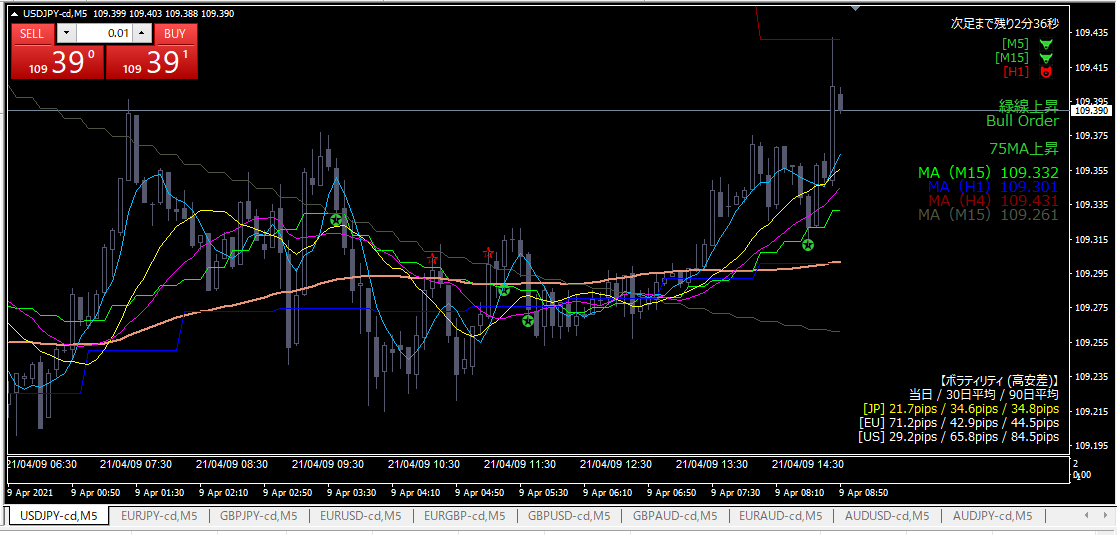 USDJPY-cd,M5 109.399 109.403 109.388 109.390
SELL 0.01 BUY
109 39 0 109 39 1
次足まで残り2分36秒
[M5]
[M15]
[H1]
緑線上昇
Bull Order
75MA上昇
MA（M15）109.332
MA（H1）109.301
MA（H4）109.431
MA（M15）109.261
【ボラティリティ（高安差）】
当日 / 30日平均 / 90日平均
[JP] 21.7pips / 34.6pips / 34.8pips
[EU] 71.2pips / 42.9pips / 44.5pips
[US] 29.2pips / 65.8pips / 84.5pips
109.435
109.415
109.395
109.390
109.375
109.355
109.335
109.315
109.295
109.275
109.255
109.235
109.215
109.195
21/04/09 06:30 21/04/09 07:30 21/04/09 08:30 21/04/09 09:30 21/04/09 10:30 21/04/09 11:30 21/04/09 12:30 21/04/09 13:30 21/04/09 14:30
2
9 Apr 2021 9 Apr 00:50 9 Apr 01:30 9 Apr 02:10 9 Apr 02:50 9 Apr 03:30 9 Apr 04:10 9 Apr 04:50 9 Apr 05:30 9 Apr 06:10 9 Apr 06:50 9 Apr 07:30 9 Apr 08:10 9 Apr 08:50
USDJPY-cd,M5 EURJPY-cd,M5 GBPJPY-cd,M5 EURUSD-cd,M5 EURGBP-cd,M5 GBPUSD-cd,M5 GBPAUD-cd,M5 EURAUD-cd,M5 AUDUSD-cd,M5 AUDJPY-cd,M5